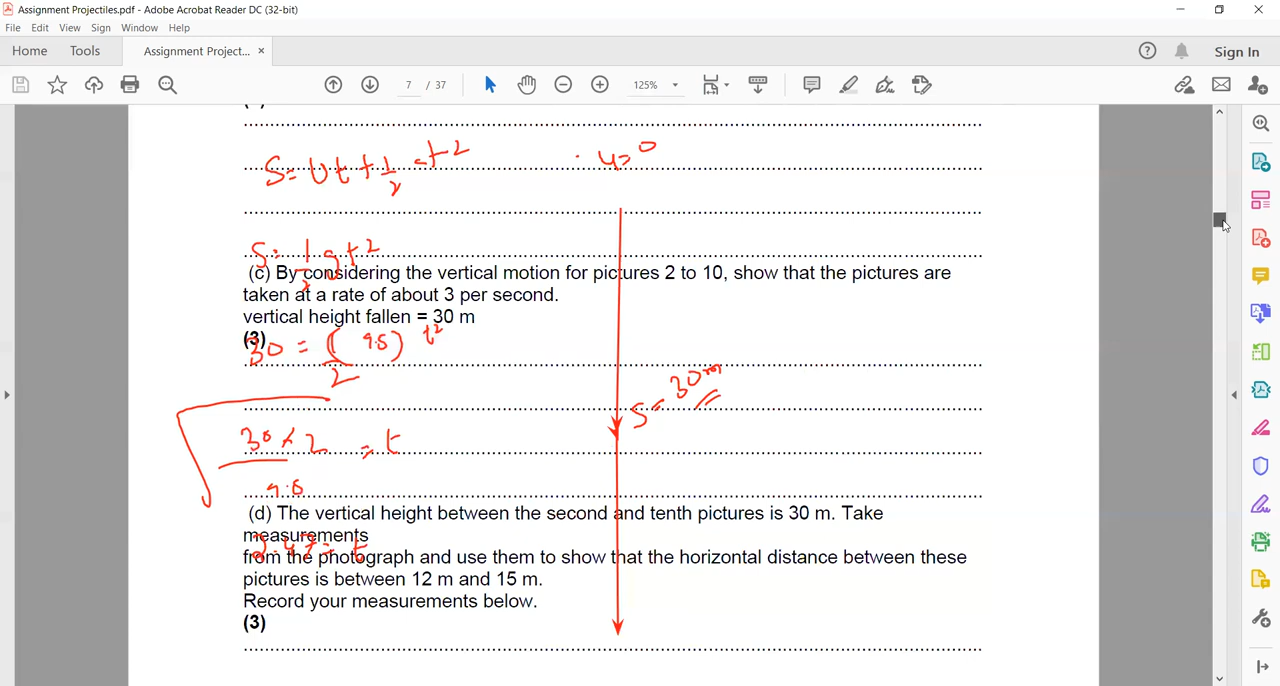 Assignment Projectiles.pdf - Adobe Acrobat Reader DC (32-bit)
File Edit View Sign Window Help
Home Tools Assignment Project... × Sign In
7 / 37 125%
S = Ut + 1/2 at2 u=0
S = 1/2 gt2
(c) By considering the vertical motion for pictures 2 to 10, show that the pictures are
taken at a rate of about 3 per second.
vertical height fallen = 30 m
(3)
30 = (9.8) t2
2
S = 30m
30 × 2 = t
9.8
(d) The vertical height between the second and tenth pictures is 30 m. Take
measurements
2.47 = t
from the photograph and use them to show that the horizontal distance between these
pictures is between 12 m and 15 m.
Record your measurements below.
(3)